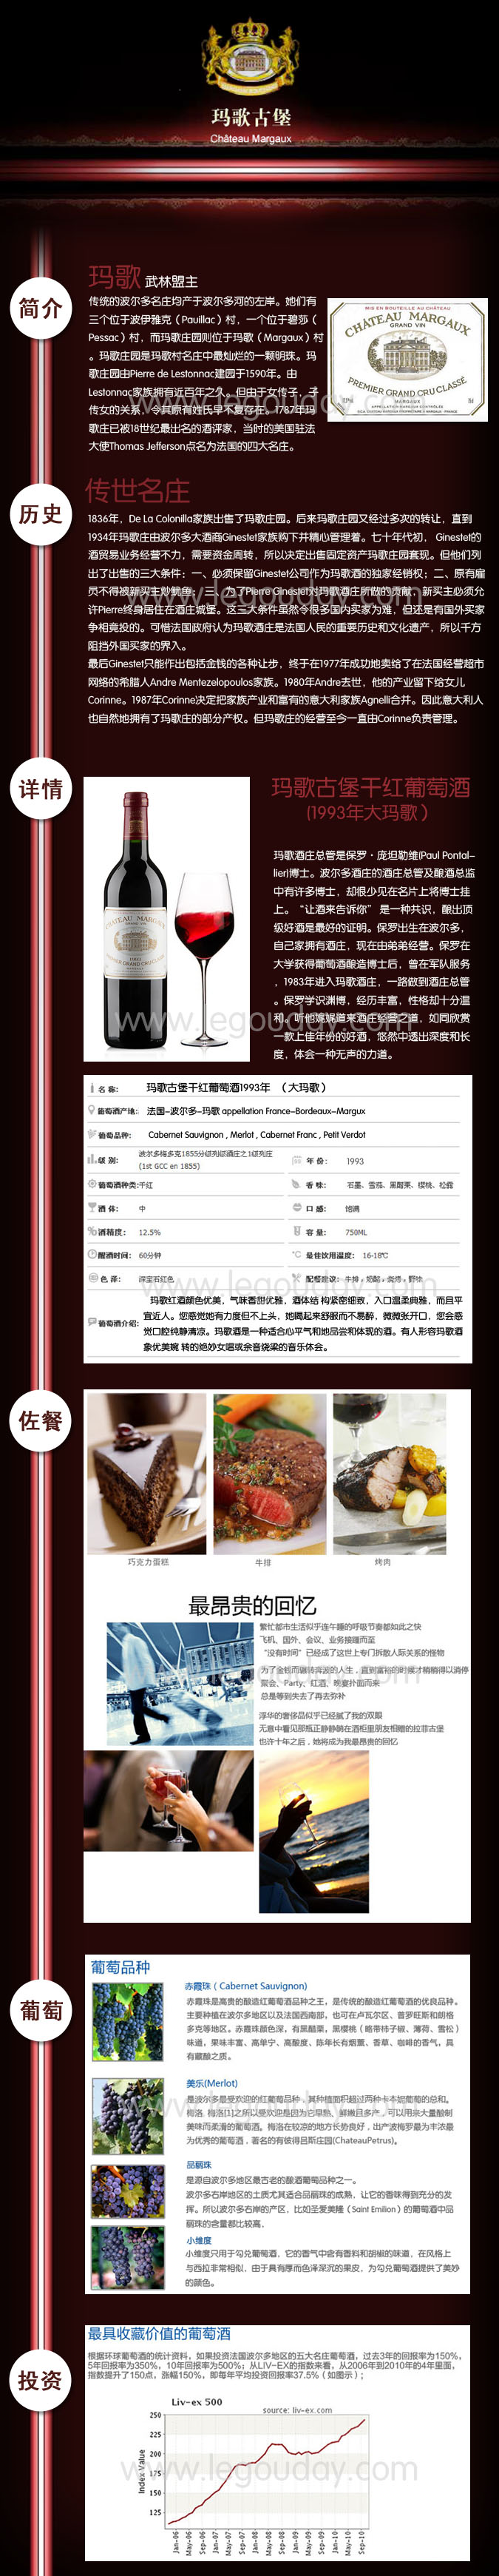 玛歌古堡
Château Margaux
简介
玛歌 武林盟主
传统的波尔多名庄均产于波尔多河的左岸。她们有
三个位于波伊雅克（Pauillac）村，一个位于碧莎（
Pessac）村，而玛歌庄园则位于玛歌（Margaux）村
。玛歌庄园是玛歌村名庄中最灿烂的一颗明珠。玛
歌庄园由Pierre de Lestonnac建园于1590年。由
Lestonnac家族拥有近百年之久。但由于女传子，子
传女的关系，令其原有姓氏早不复存在。1787年玛
歌庄已被18世纪最出名的酒评家，当时的美国驻法
大使Thomas Jefferson点名为法国的四大名庄。
MIS EN BOUTEILLE AU CHÂTEAU
CHÂTEAU MARGAUX
GRAND VIN
PREMIER GRAND CRU CLASSÉ
MARGAUX
www.legouday.com
历史
传世名庄
1836年，De La Colonilla家族出售了玛歌庄园。后来玛歌庄园又经过多次的转让，直到
1934年玛歌庄由波尔多大酒商Ginestet家族购下并精心管理着。七十年代初， Ginestet的
酒贸易业务经营不力，需要资金周转，所以决定出售固定资产玛歌庄园套现。但他们列
出了出售的三大条件：一、必须保留Ginestet公司作为玛歌酒的独家经销权；二、原有雇
员不得被新买主炒鱿鱼；三、为了Pierre Ginestet对玛歌酒庄所做的贡献，新买主必须允
许Pierre终身居住在酒庄城堡。这三大条件虽然令很多国内买家为难，但还是有国外买家
争相竞投的。可惜法国政府认为玛歌酒庄是法国人民的重要历史和文化遗产，所以千方
阻挡外国买家的界入。
最后Ginestet只能作出包括金钱的各种让步，终于在1977年成功地卖给了在法国经营超市
网络的希腊人Andre Mentezelopoulos家族。1980年Andre去世，他的产业留下给女儿
Corinne。1987年Corinne决定把家族产业和富有的意大利家族Agnelli合并。因此意大利人
也自然地拥有了玛歌庄的部分产权。但玛歌庄的经营至今一直由Corinne负责管理。
www.legouday.com
详情
CHATEAU MARGAUX
玛歌古堡干红葡萄酒
（1993年大玛歌）
玛歌酒庄总管是保罗·庞坦勒维(Paul Pontal-
lier)博士。波尔多酒庄的酒庄总管及酿酒总监
中有许多博士，却很少见在名片上将博士挂
上。“让酒来告诉你”是一种共识，酿出顶
级好酒是最好的证明。保罗出生在波尔多，
自己家拥有酒庄，现在由弟弟经营。保罗在
大学获得葡萄酒酿造博士后，曾在军队服务
，1983年进入玛歌酒庄，一路做到酒庄总管
。保罗学识渊博，经历丰富，性格却十分温
和。听他娓娓道来酒庄经营之道，如同欣赏
一款上佳年份的好酒，悠然中透出深度和长
度，体会一种无声的力道。
www.legouday.com
名 称: 玛歌古堡干红葡萄酒1993年 （大玛歌）
葡萄酒产地: 法国-波尔多-玛歌 appellation France-Bordeaux-Margux
葡萄品种: Cabernet Sauvignon , Merlot , Cabernet Franc , Petit Verdot
级 别: 波尔多梅多克1855分级列级酒庄之1级列庄
(1st GCC en 1855)
年 份: 1993
葡萄酒种类:干红
香 味: 石墨、雪茄、黑醋栗、樱桃、松露
酒 体: 中
口 感: 饱满
酒精度: 12.5%
容 量: 750ML
醒酒时间: 60分钟
最佳饮用温度: 16-18℃
色 泽: 深宝石红色
配餐建议: 牛排，奶酪，烧烤，野味
葡萄酒介绍: 玛歌红酒颜色优美，气味香甜优雅，酒体结 构紧密细致，入口温柔典雅，而且平
宜近人。您感觉她有力度但不上头，她喝起来舒服而不易醉，微微张开口，您会感
觉口腔纯静清凉。玛歌酒是一种适合心平气和地品尝和体现的酒。有人形容玛歌酒
象优美婉 转的绝妙女唱或余音绕梁的音乐体会。
www.legouday.com
佐餐
巧克力蛋糕
牛排
烤肉
最昂贵的回忆
繁忙都市生活似乎连午睡的呼吸节奏都如此之快
飞机、国外、会议、业务接踵而至
“没有时间”已经成了这世上专门拆散人际关系的怪物
为了金钱而辗转奔波的人生，直到富裕的时候才稍稍得以消停
聚会、Party、红酒、晚宴扑面而来
总是等到失去了再去弥补
浮华的奢侈品似乎已经腻了我的双眼
无意中看见那瓶正静静躺在酒柜里朋友相赠的拉菲古堡
也许十年之后，她将成为我最昂贵的回忆
www.legouday.com
葡萄
葡萄品种
赤霞珠（Cabernet Sauvignon）
赤霞珠是高贵的酿造红葡萄酒品种之王，是传统的酿造红葡萄酒的优良品种。
主要种植在波尔多地区以及法国西南部，也可在卢瓦尔区、普罗旺斯和朗格
多克等地区。赤霞珠颜色深，有黑醋栗，黑樱桃（略带柿子椒、薄荷、雪松）
味道，果味丰富、高单宁、高酸度、陈年长有烟熏、香草、咖啡的香气，具
有藏酿之质。
美乐(Merlot)
是波尔多最受欢迎的红葡萄品种，其种植面积超过两种卡本妮葡萄的总和。
梅洛，梅洛[1]之所以受欢迎是因为它早熟、鲜嫩且多产，可以用来大量酿制
美味而柔滑的葡萄酒。梅洛在较凉的地方长势良好，出产波梅罗最为丰浓最
为优秀的葡萄酒，著名的有彼得吕斯庄园(ChateauPetrus)。
品丽珠
是源自波尔多地区最古老的酿酒葡萄品种之一。
波尔多右岸地区的土质尤其适合品丽珠的成熟，让它的香味得到充分的发
挥。所以波尔多右岸的产区，比如圣爱美隆（Saint Emilion）的葡萄酒中品
丽珠的含量都比较高，
小维度
小维度只用于勾兑葡萄酒，它的香气中含有香料和胡椒的味道，在风格上
与西拉非常相似，由于具有厚而色泽深沉的果皮，为勾兑葡萄酒提供了美妙
的颜色。
www.legouday.com
投资
最具收藏价值的葡萄酒
根据环球葡萄酒的统计资料，如果投资法国波尔多地区的五大名庄葡萄酒，过去3年的回报率为150%，
5年回报率为350%，10年回报率为500%；从LIV-EX的指数来看，从2006年到2010年的4年里面，
指数提升了150点，涨幅150%，即每年平均投资回报率37.5%（如图示）；
Liv-ex 500
source: liv-ex.com
250
225
200
175
150
125
Index Value
Jan-06
May-06
Sep-06
Jan-07
May-07
Sep-07
Jan-08
May-08
Sep-08
Jan-09
May-09
Sep-09
Jan-10
May-10
Sep-10
www.legouday.com